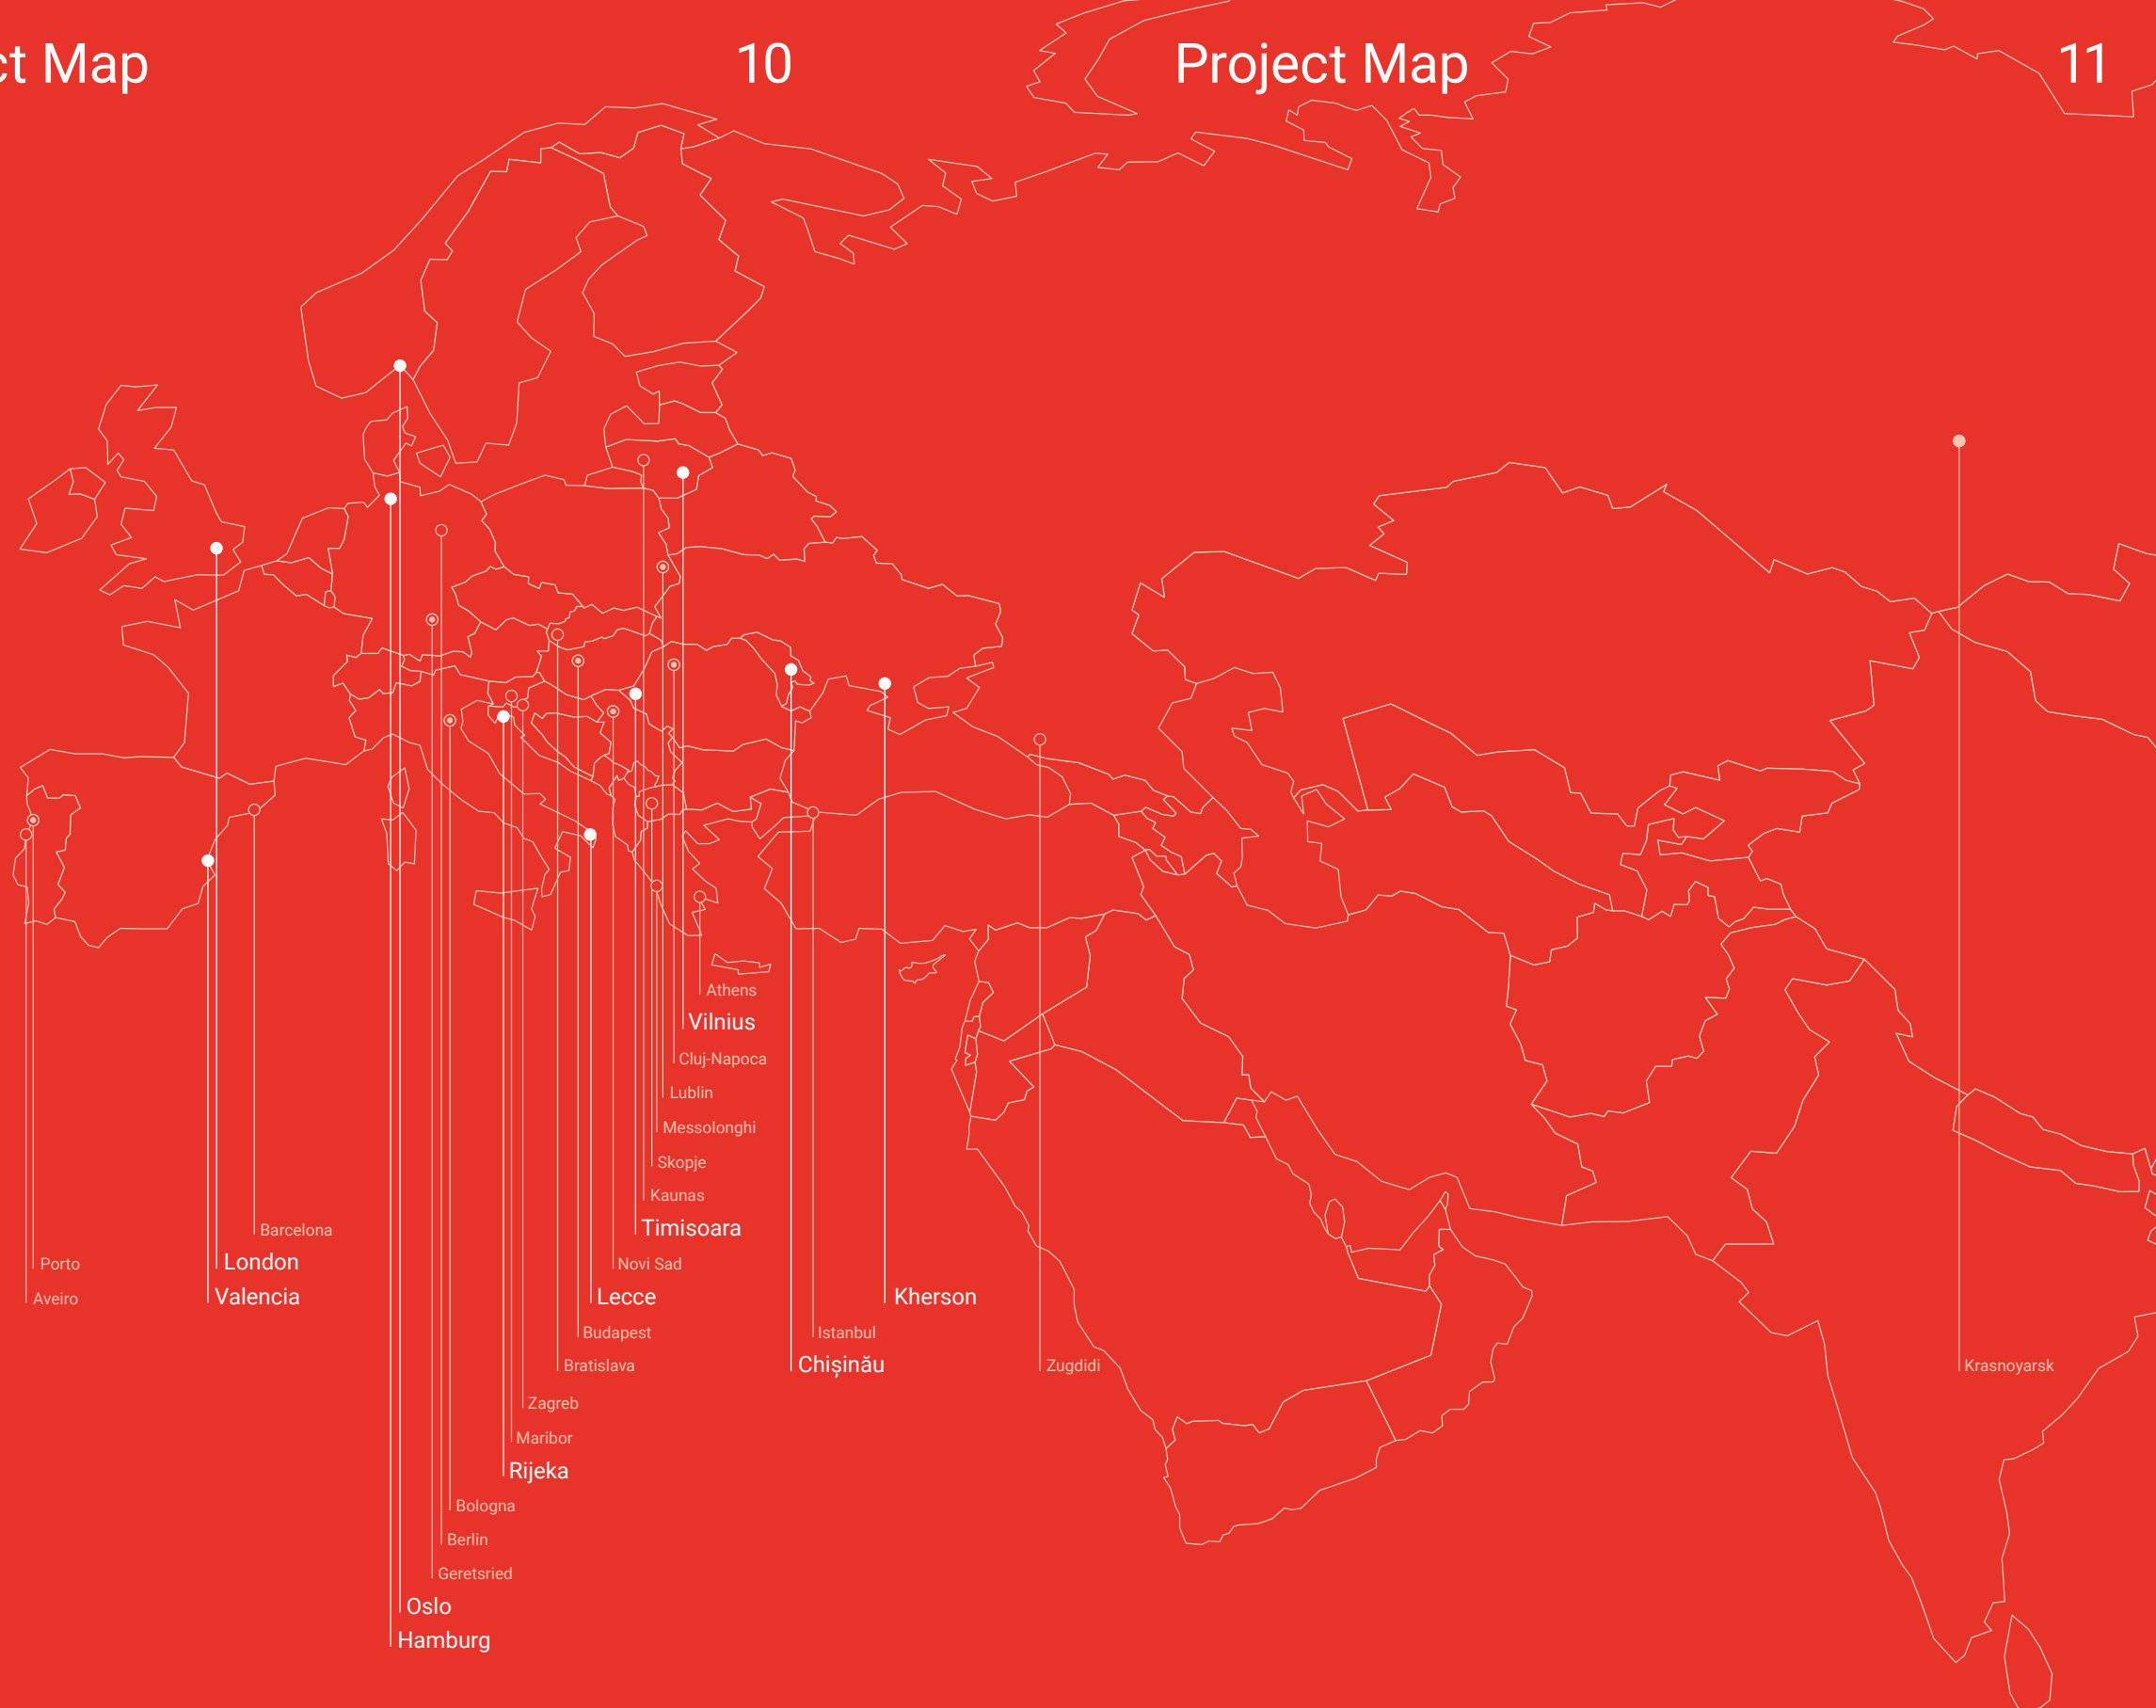 ct Map
10
Project Map
11
Athens
Vilnius
Cluj-Napoca
Lublin
Messolonghi
Skopje
Kaunas
Timisoara
Barcelona
London
Porto
Novi Sad
Valencia
Aveiro
Lecce
Kherson
Budapest
Istanbul
Bratislava
Chișinău
Zugdidi
Krasnoyarsk
Zagreb
Maribor
Rijeka
Bologna
Berlin
Geretsried
Oslo
Hamburg